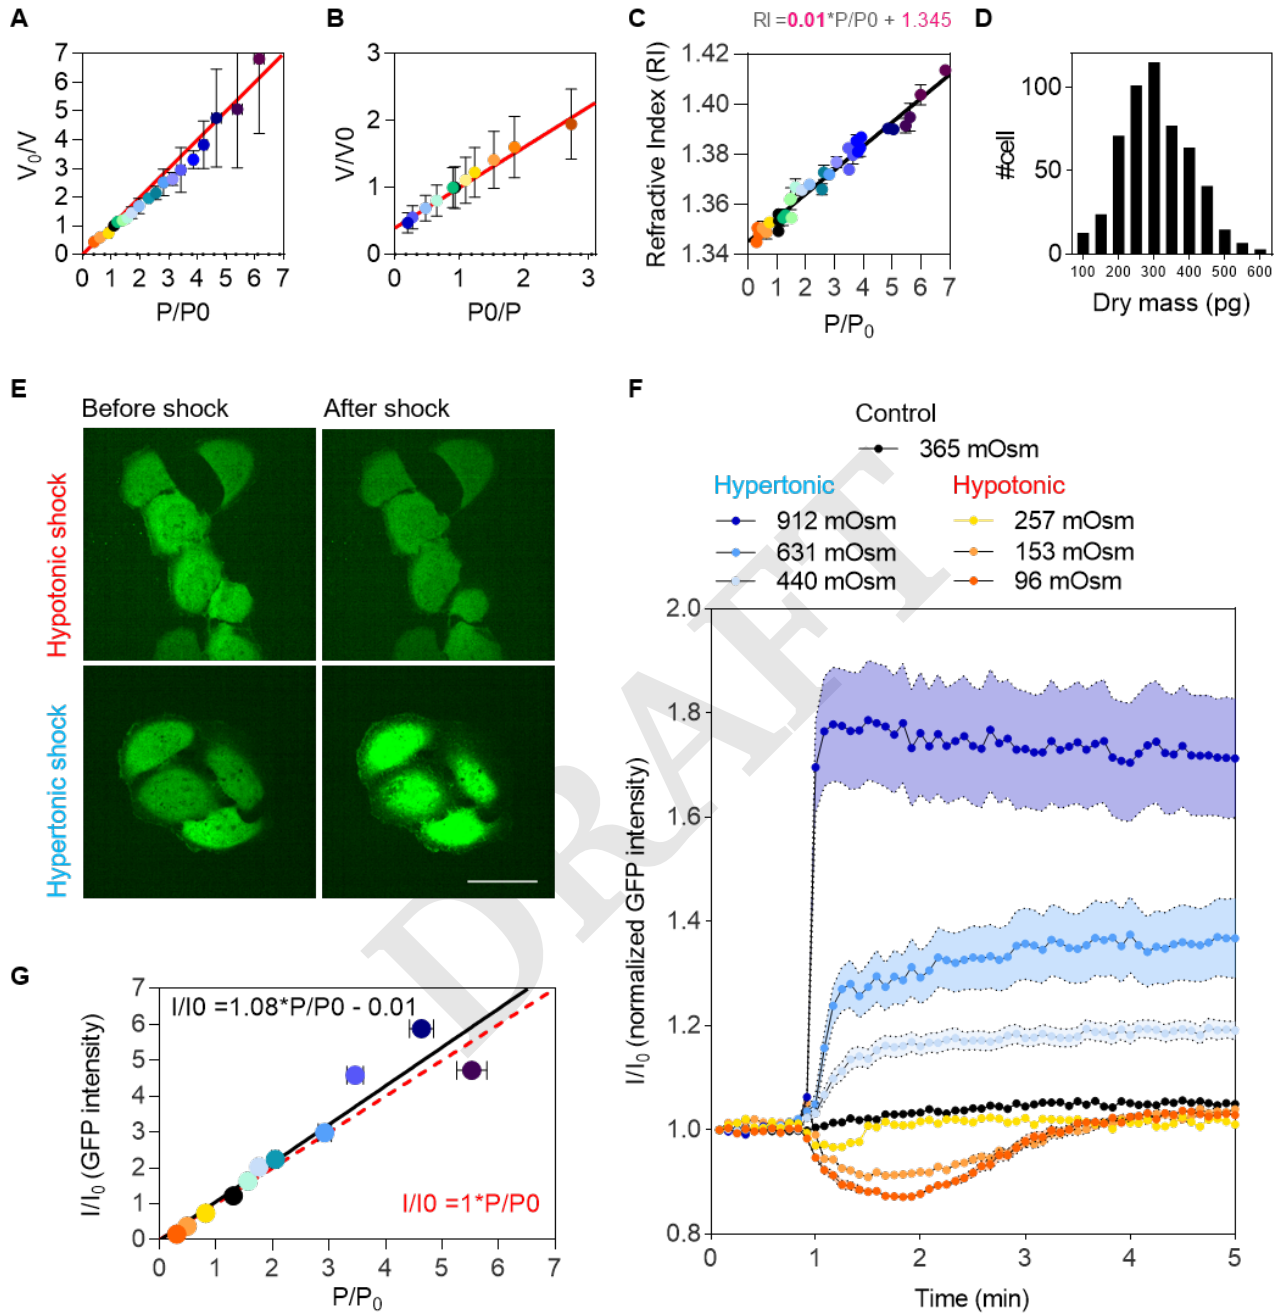 A
B
C
D
RI =0.01*P/P0 + 1.345
V₀/V
7
6
5
4
3
2
1
0
0 1 2 3 4 5 6 7
P/P0
V/V0
3
2
1
0
0 1 2 3
P0/P
Refractive Index (RI)
1.42
1.40
1.38
1.36
1.34
0 1 2 3 4 5 6 7
P/P₀
#cell
100
50
0
100 200 300 400 500 600
Dry mass (pg)
E
Before shock After shock
Hypotonic shock
Hypertonic shock
F
Control
365 mOsm
Hypertonic Hypotonic
912 mOsm 257 mOsm
631 mOsm 153 mOsm
440 mOsm 96 mOsm
I/I₀ (normalized GFP intensity)
2.0
1.8
1.6
1.4
1.2
1.0
0.8
0 1 2 3 4 5
Time (min)
G
I/I₀ (GFP intensity)
7
6
5
4
3
2
1
0
I/I0 =1.08*P/P0 - 0.01
I/I0 =1*P/P0
0 1 2 3 4 5 6 7
P/P₀
DRAFT